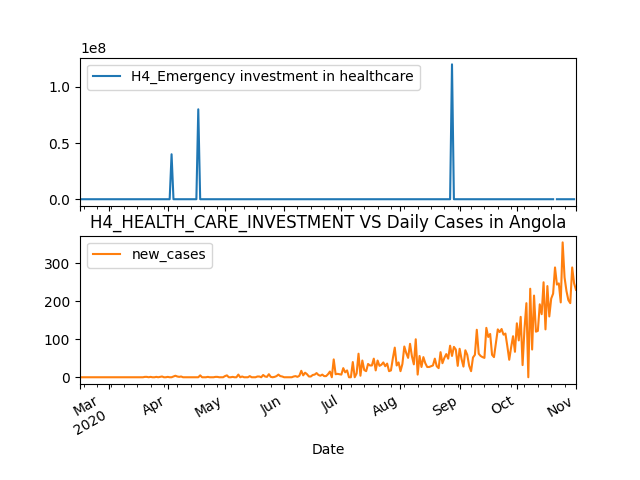 1e8
H4_Emergency investment in healthcare
1.0
0.5
0.0
H4_HEALTH_CARE_INVESTMENT VS Daily Cases in Angola
new_cases
300
200
100
0
Mar Apr May Jun Jul Aug Sep Oct Nov
2020
Date